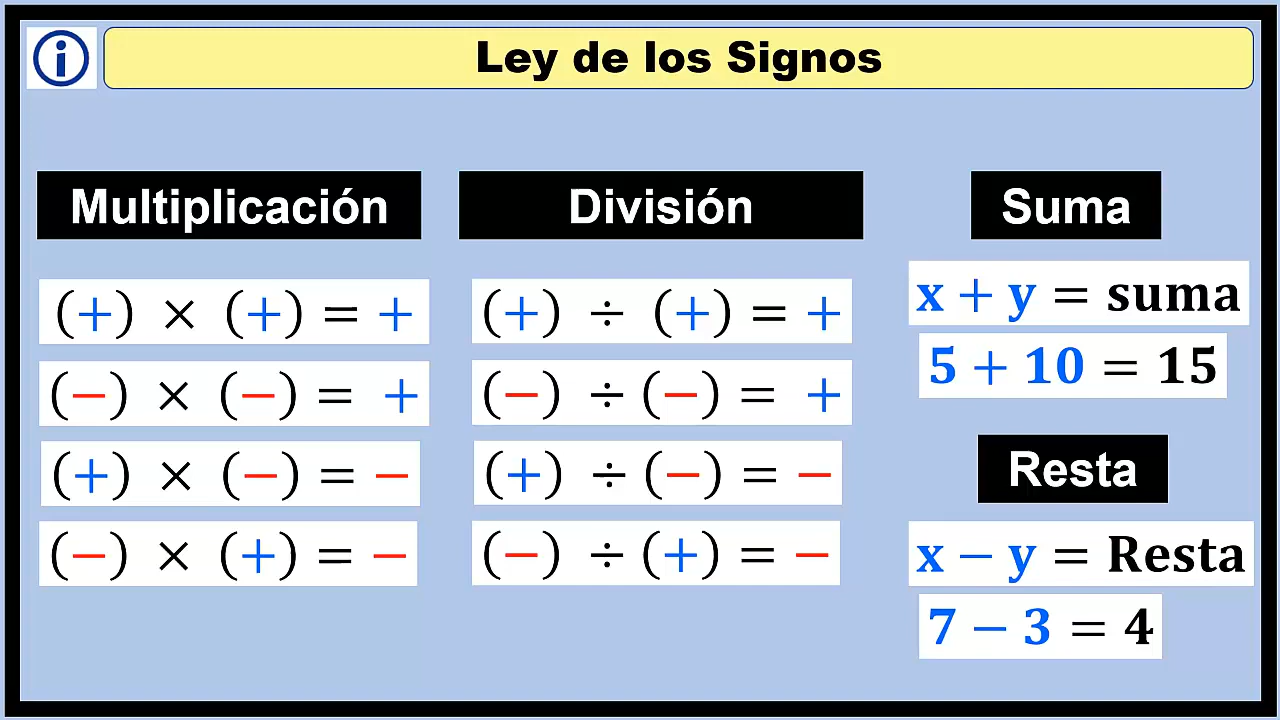 i
Ley de los Signos
Multiplicación
(+) × (+) = +
(−) × (−) = +
(+) × (−) = −
(−) × (+) = −
División
(+) ÷ (+) = +
(−) ÷ (−) = +
(+) ÷ (−) = −
(−) ÷ (+) = −
Suma
x + y = suma
5 + 10 = 15
Resta
x − y = Resta
7 − 3 = 4